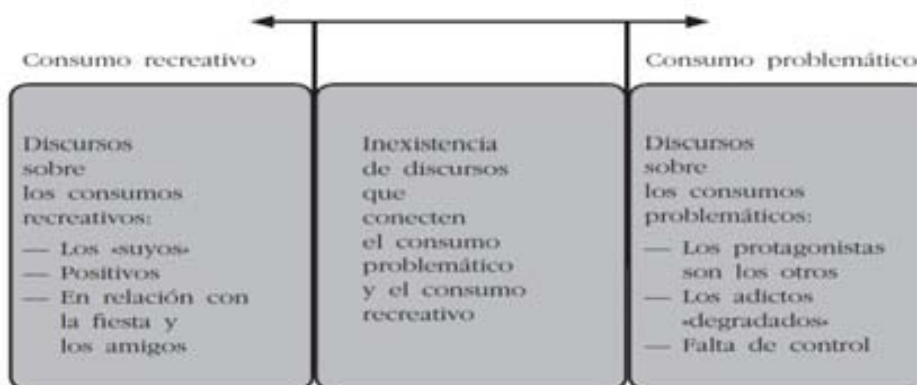 Consumo recreativo
Consumo problemático
Discursos
sobre
los consumos
recreativos:
— Los «suyos»
— Positivos
— En relación con
la fiesta y
los amigos
Inexistencia
de discursos
que
conecten
el consumo
problemático
y el consumo
recreativo
Discursos
sobre
los consumos
problemáticos:
— Los protagonistas
son los otros
— Los adictos
«degradados»
— Falta de control